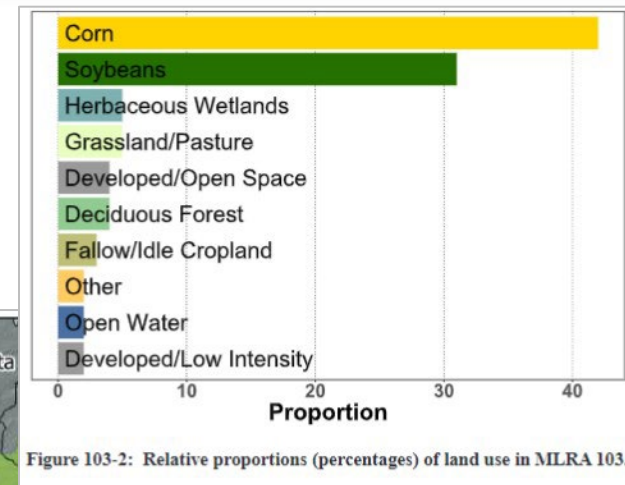 Corn
Soybeans
Herbaceous Wetlands
Grassland/Pasture
Developed/Open Space
Deciduous Forest
Fallow/Idle Cropland
Other
Open Water
Developed/Low Intensity
0 10 20 30 40
Proportion
Figure 103-2: Relative proportions (percentages) of land use in MLRA 103.